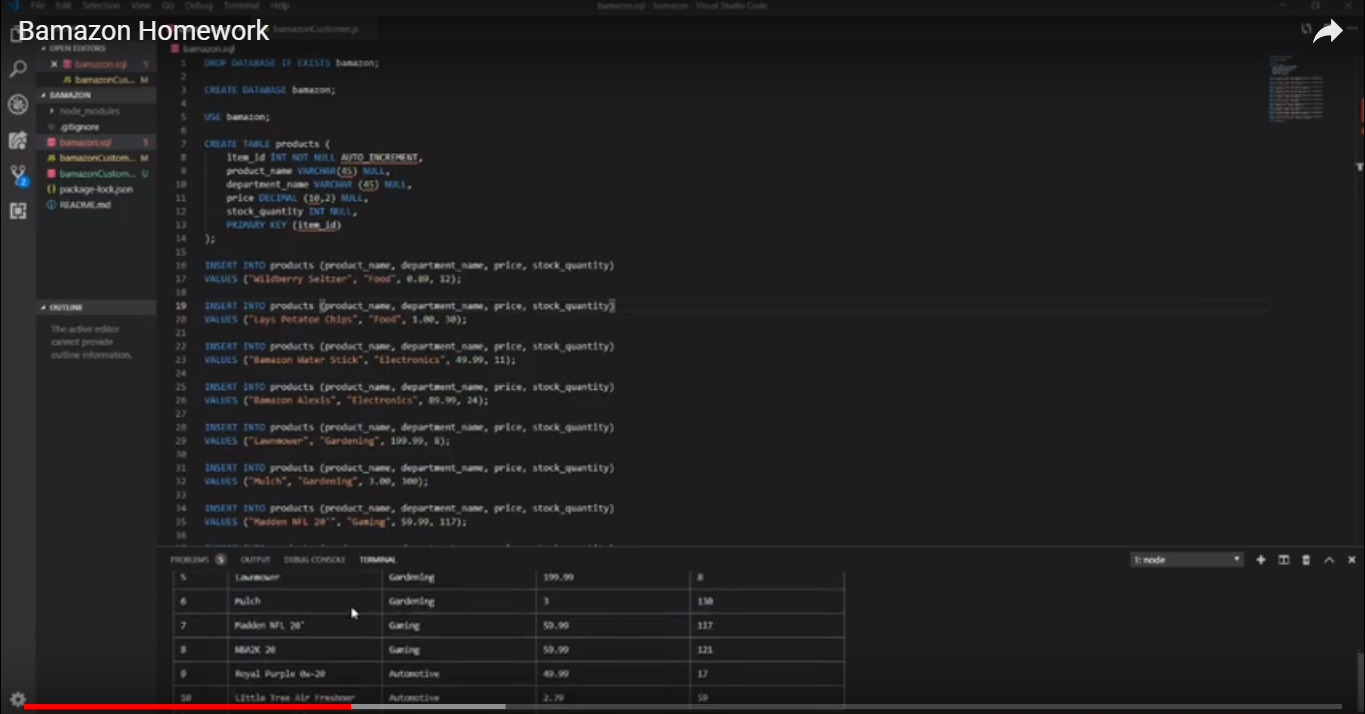 File Edit Selection View Go Debug Terminal Help
bamazon.sql - bamazon - Visual Studio Code
Bamazon Homework
bamazonCustomer.js
OPEN EDITORS
bamazon.sql 5
bamazonCus... M
BAMAZON
node_modules
.gitignore
bamazon.sql 5
bamazonCustom... M
bamazonCustom... U
package-lock.json
README.md
2
OUTLINE
The active editor
cannot provide
outline information.
bamazon.sql
1 DROP DATABASE IF EXISTS bamazon;
2
3 CREATE DATABASE bamazon;
4
5 USE bamazon;
6
7 CREATE TABLE products (
8 item_id INT NOT NULL AUTO_INCREMENT,
9 product_name VARCHAR(45) NULL,
10 department_name VARCHAR (45) NULL,
11 price DECIMAL (10,2) NULL,
12 stock_quantity INT NULL,
13 PRIMARY KEY (item_id)
14 );
15
16 INSERT INTO products (product_name, department_name, price, stock_quantity)
17 VALUES ("Wildberry Seltzer", "Food", 0.89, 12);
18
19 INSERT INTO products (product_name, department_name, price, stock_quantity)
20 VALUES ("Lays Potatoe Chips", "Food", 1.00, 30);
21
22 INSERT INTO products (product_name, department_name, price, stock_quantity)
23 VALUES ("Bamazon Water Stick", "Electronics", 49.99, 11);
24
25 INSERT INTO products (product_name, department_name, price, stock_quantity)
26 VALUES ("Bamazon Alexis", "Electronics", 89.99, 24);
27
28 INSERT INTO products (product_name, department_name, price, stock_quantity)
29 VALUES ("Lawnmower", "Gardening", 199.99, 8);
30
31 INSERT INTO products (product_name, department_name, price, stock_quantity)
32 VALUES ("Mulch", "Gardening", 3.00, 300);
33
34 INSERT INTO products (product_name, department_name, price, stock_quantity)
35 VALUES ("Madden NFL 20'", "Gaming", 59.99, 117);
36
PROBLEMS 5 OUTPUT DEBUG CONSOLE TERMINAL
1: node
5 Lawnmower Gardening 199.99 8
6 Mulch Gardening 3 130
7 Madden NFL 20' Gaming 59.99 117
8 NBA2K 20 Gaming 59.99 121
9 Royal Purple 0w-20 Automotive 49.99 17
10 Little Tree Air Freshner Automotive 2.79 59